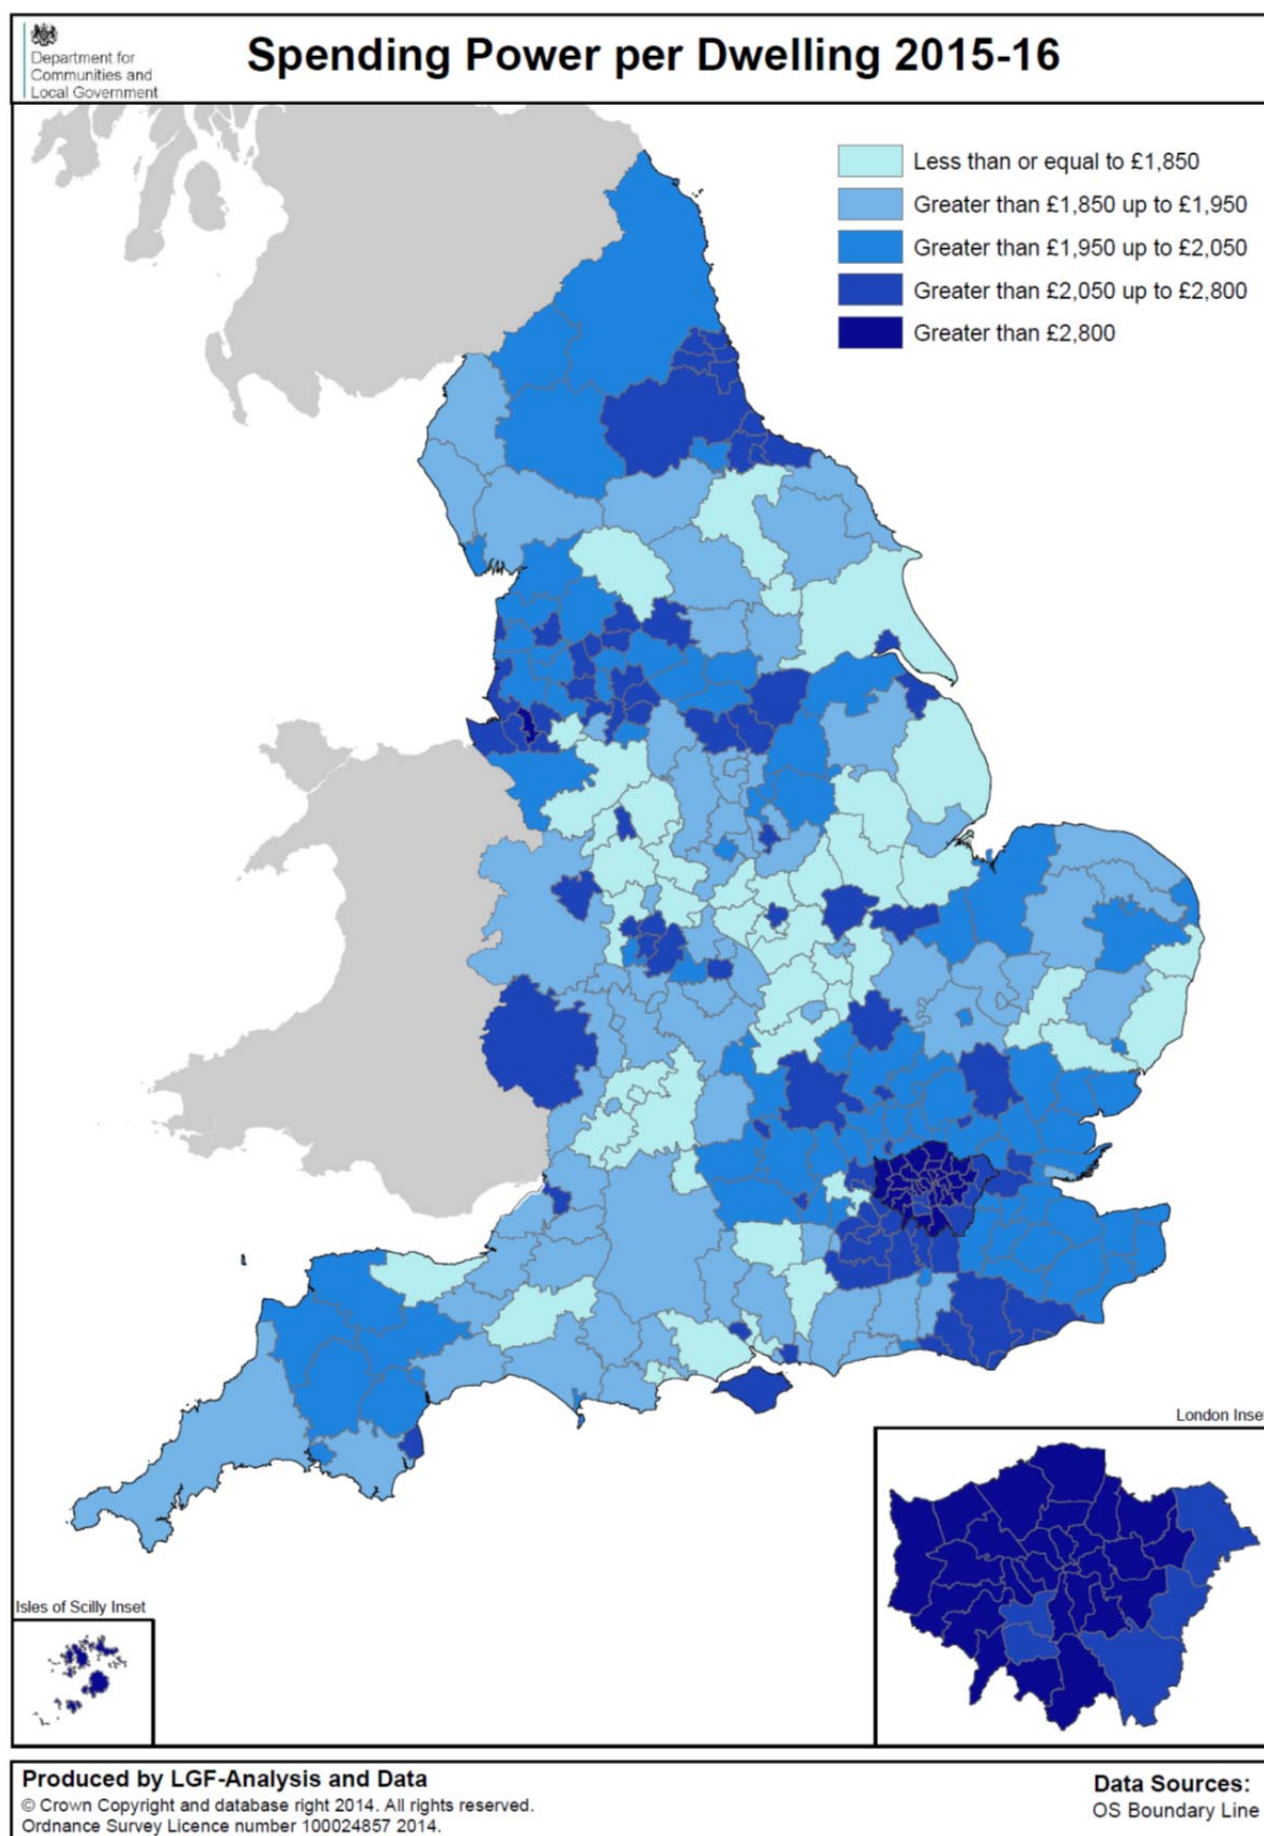 Department for
Communities and
Local Government
Spending Power per Dwelling 2015-16
Less than or equal to £1,850
Greater than £1,850 up to £1,950
Greater than £1,950 up to £2,050
Greater than £2,050 up to £2,800
Greater than £2,800
London Inset
Isles of Scilly Inset
Produced by LGF-Analysis and Data
© Crown Copyright and database right 2014. All rights reserved.
Ordnance Survey Licence number 100024857 2014.
Data Sources:
OS Boundary Line